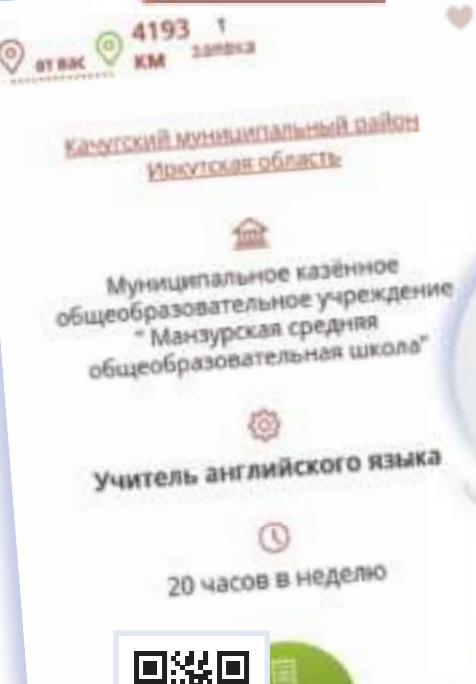 от вас
4193 км
1 заявка
Качугский муниципальный район
Иркутская область
Муниципальное казённое
общеобразовательное учреждение
" Манзурская средняя
общеобразовательная школа"
Учитель английского языка
20 часов в неделю